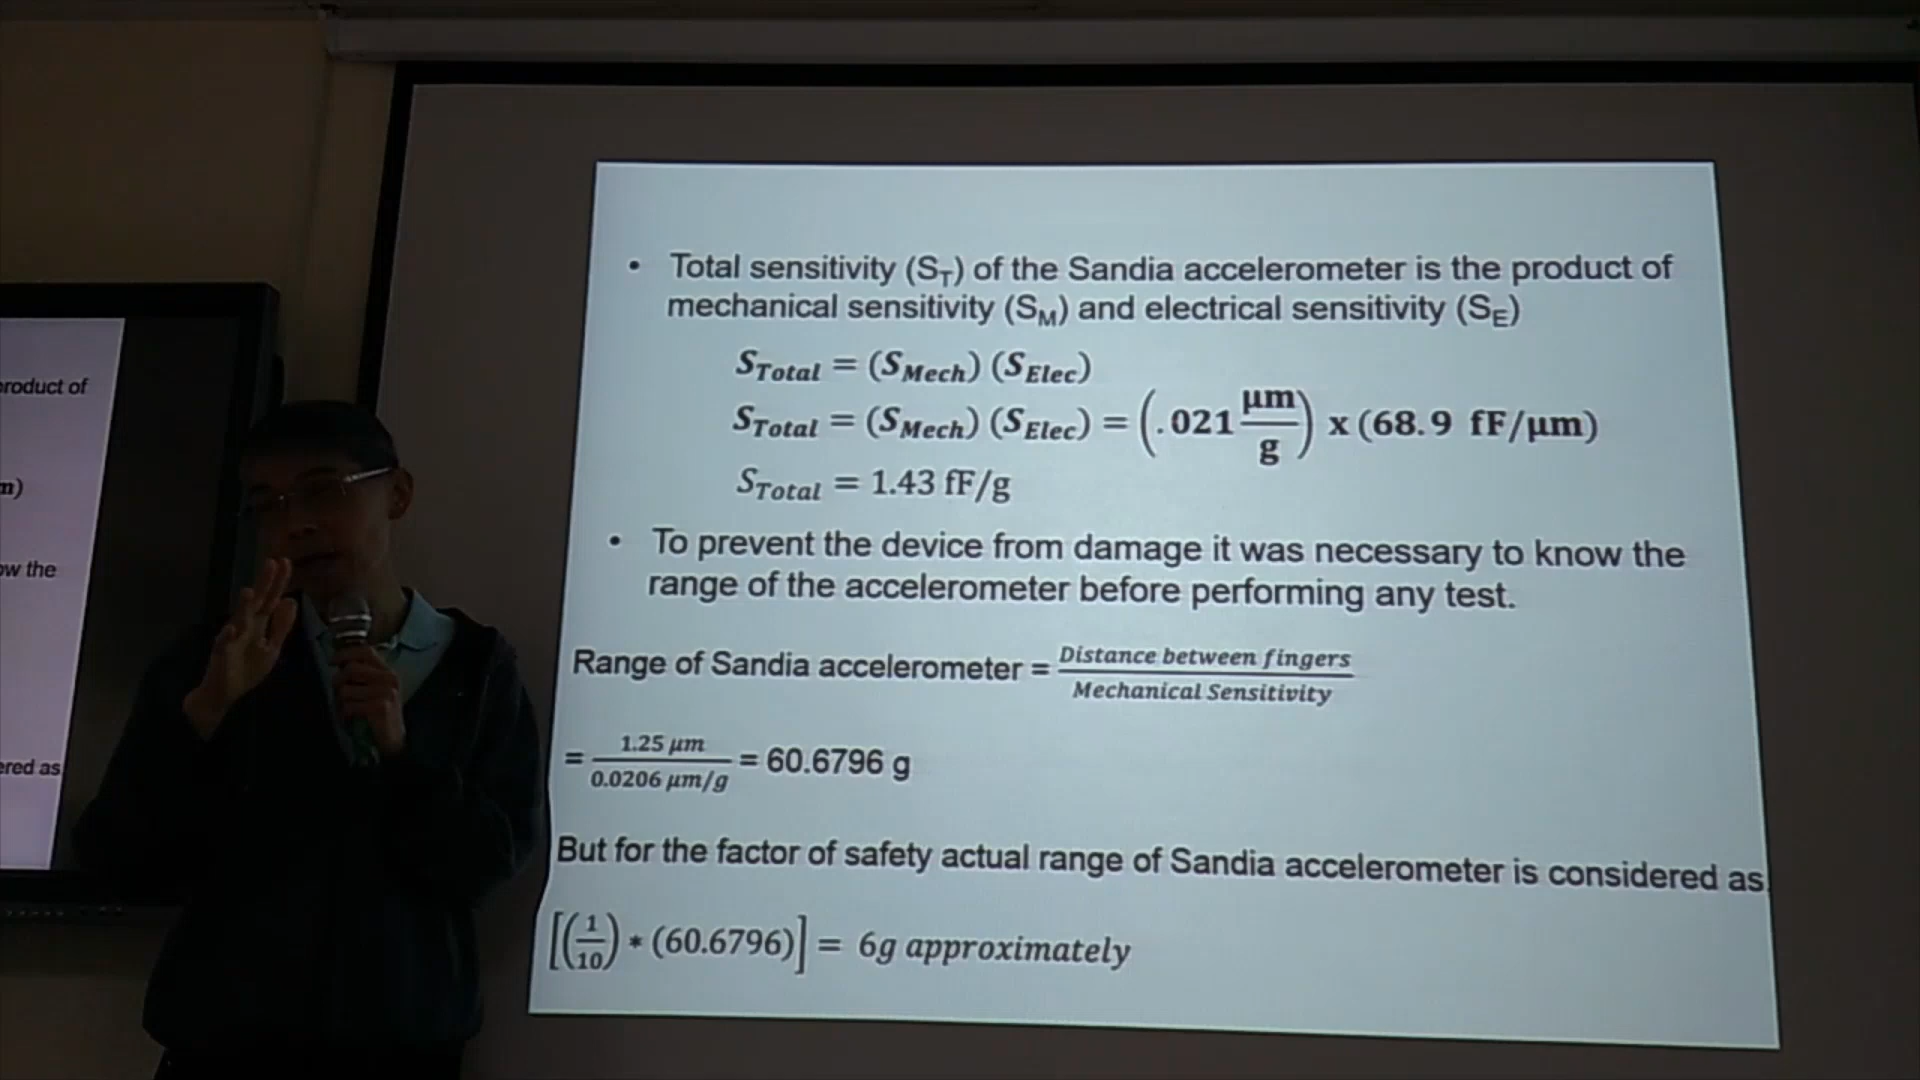 • Total sensitivity (S_T) of the Sandia accelerometer is the product of
mechanical sensitivity (S_M) and electrical sensitivity (S_E)
S_Total = (S_Mech) (S_Elec)
S_Total = (S_Mech) (S_Elec) = (.021 μm/g) x (68.9 fF/μm)
S_Total = 1.43 fF/g
• To prevent the device from damage it was necessary to know the
range of the accelerometer before performing any test.
Range of Sandia accelerometer = Distance between fingers / Mechanical Sensitivity
= 1.25 μm / 0.0206 μm/g = 60.6796 g
But for the factor of safety actual range of Sandia accelerometer is considered as
[(1/10) * (60.6796)] = 6g approximately
product of
m)
ow the
ered as